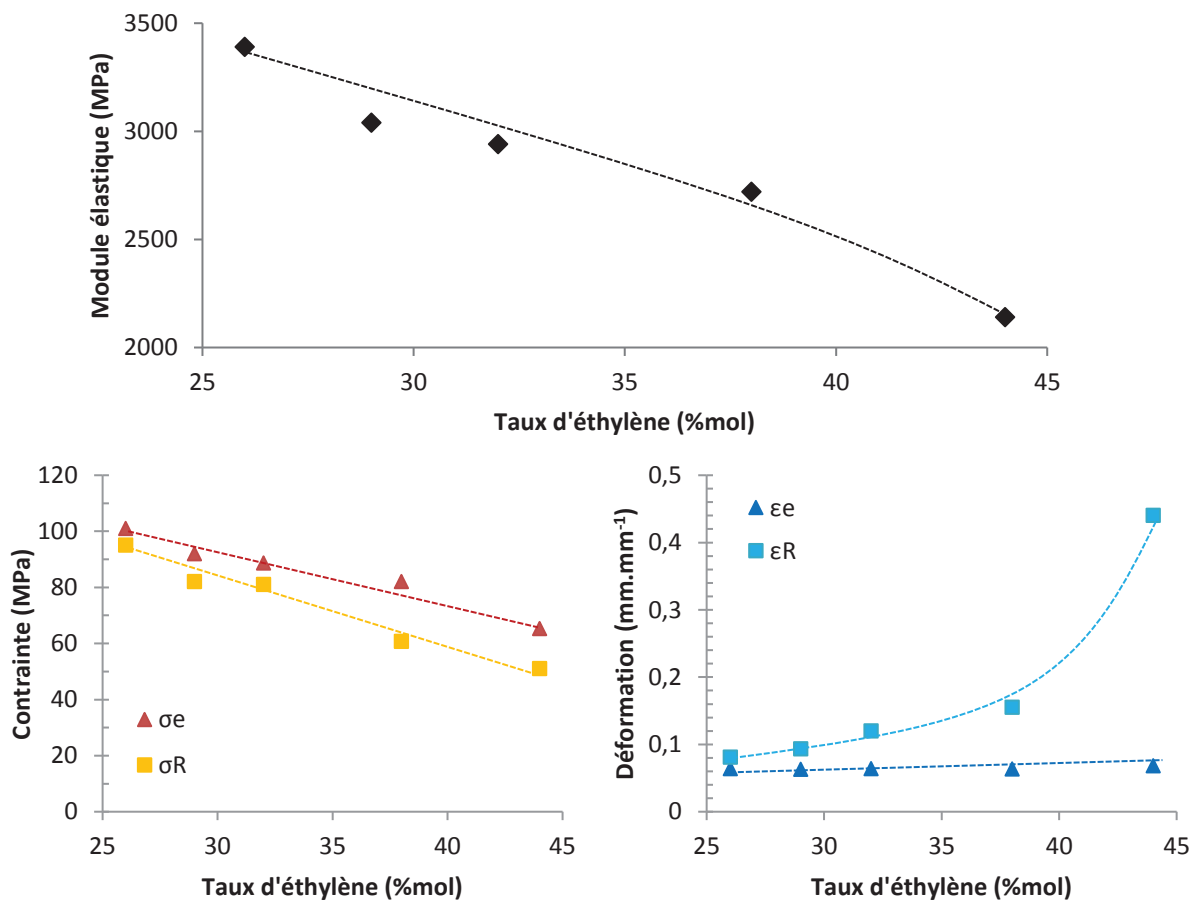 3500
3000
2500
2000
Module élastique (MPa)
25 30 35 40 45
Taux d'éthylène (%mol)
120
100
80
60
40
20
0
Contrainte (MPa)
σe
σR
25 30 35 40 45
Taux d'éthylène (%mol)
0,5
0,4
0,3
0,2
0,1
0
Déformation (mm.mm⁻¹)
εe
εR
25 30 35 40 45
Taux d'éthylène (%mol)